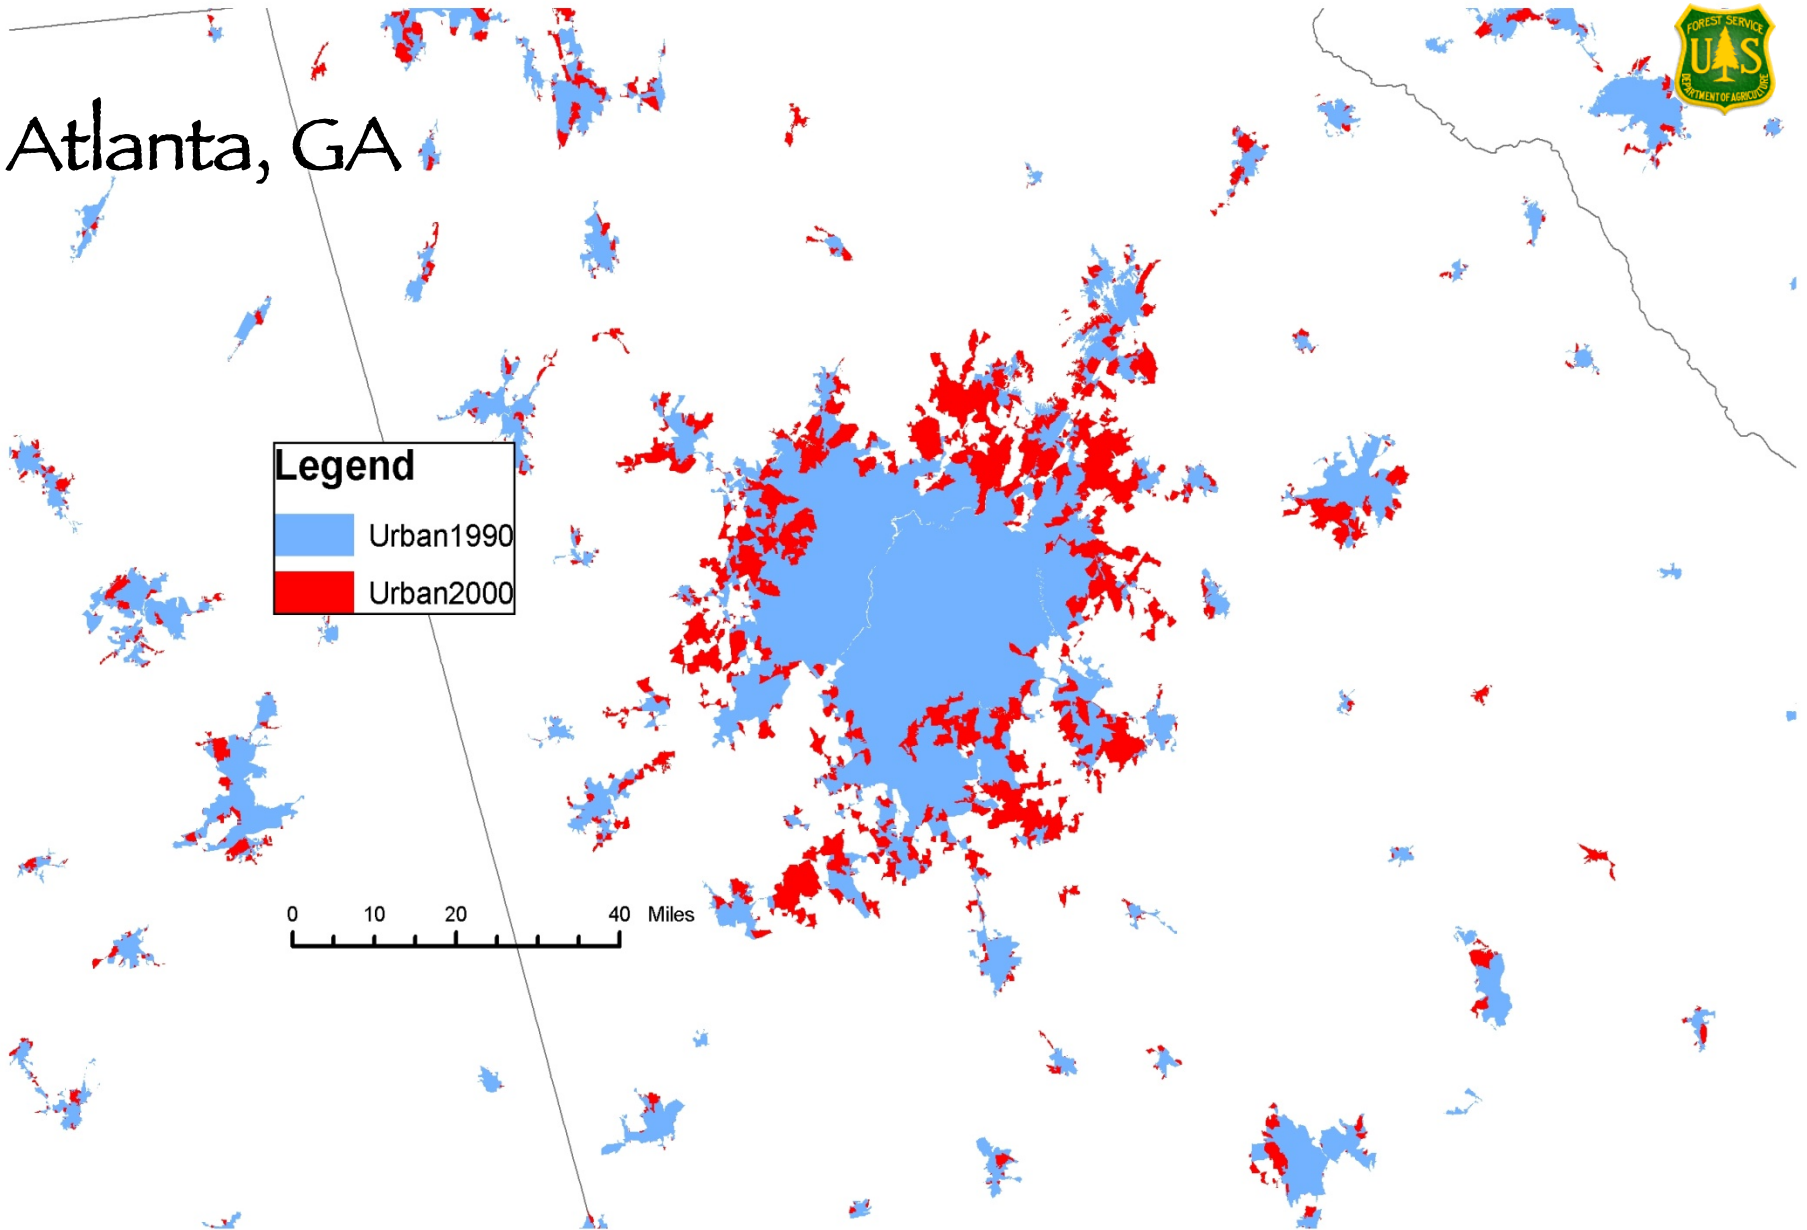 FOREST SERVICE
U S
DEPARTMENT OF AGRICULTURE
Atlanta, GA
Legend
Urban1990
Urban2000
0 10 20 40 Miles